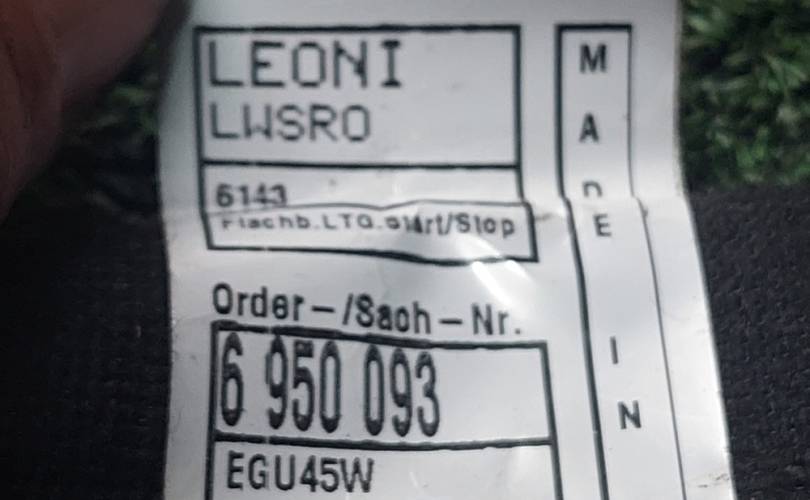 LEONI
LWSRO
6143
Flachb.LTG.Start/Stop
Order-/Sach-Nr.
6 950 093
EGU45W
MADE IN